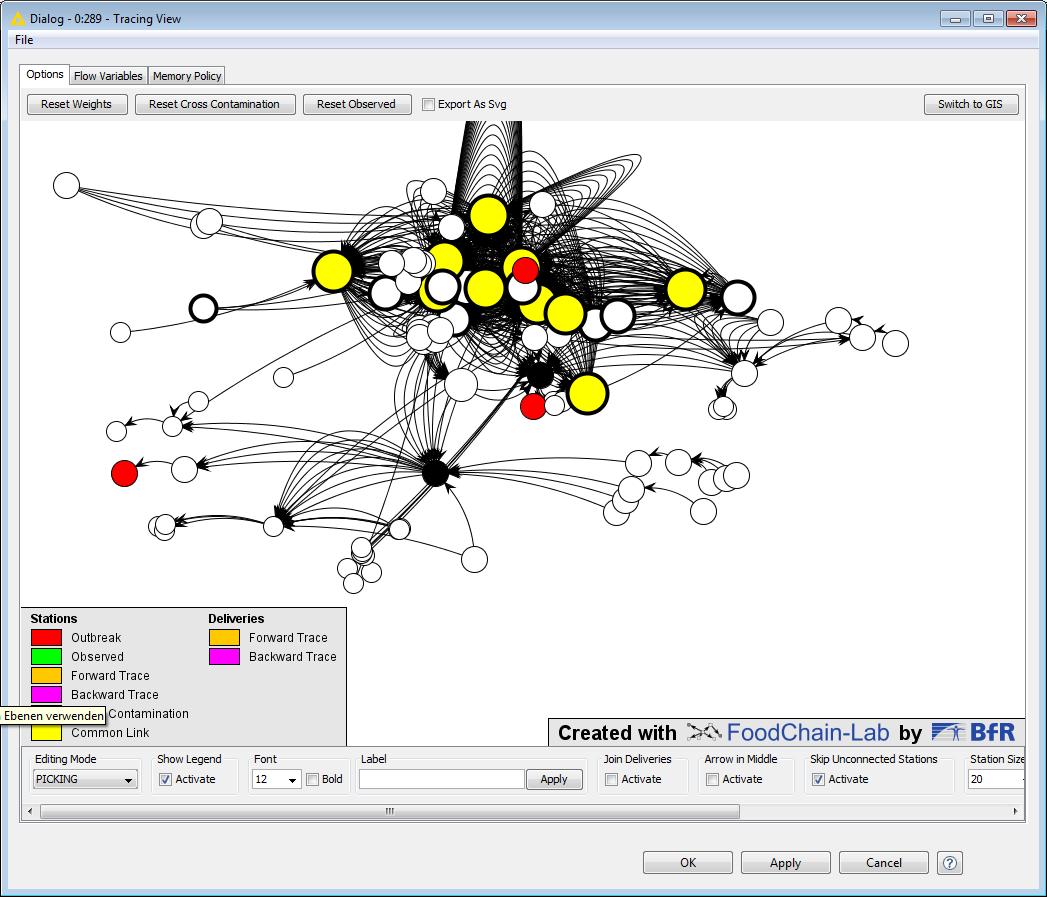 Dialog - 0:289 - Tracing View
File
Options Flow Variables Memory Policy
Reset Weights Reset Cross Contamination Reset Observed Export As Svg Switch to GIS
Stations Deliveries
Outbreak Forward Trace
Observed Backward Trace
Forward Trace
Backward Trace
Ebenen verwenden Contamination
Common Link
Created with FoodChain-Lab by BfR
Editing Mode Show Legend Font Label Join Deliveries Arrow in Middle Skip Unconnected Stations Station Size
PICKING Activate 12 Bold Apply Activate Activate Activate 20
OK Apply Cancel ?